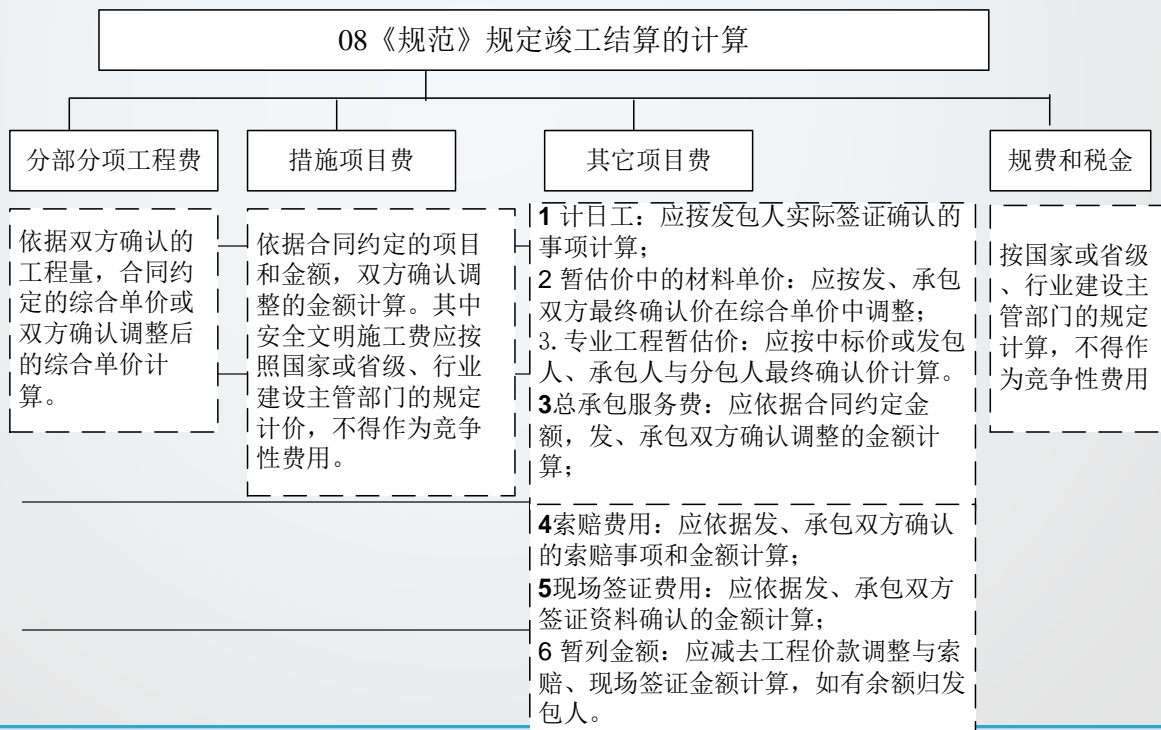 08《规范》规定竣工结算的计算
分部分项工程费
措施项目费
其它项目费
规费和税金
依据双方确认的
工程量，合同约
定的综合单价或
双方确认调整后
的综合单价计
算。
依据合同约定的项目
和金额，双方确认调
整的金额计算。其中
安全文明施工费应按
照国家或省级、行业
建设主管部门的规定
计价，不得作为竞争
性费用。
1 计日工：应按发包人实际签证确认的
事项计算；
2 暂估价中的材料单价：应按发、承包
双方最终确认价在综合单价中调整；
3. 专业工程暂估价：应按中标价或发包
人、承包人与分包人最终确认价计算。
3总承包服务费：应依据合同约定金
额，发、承包双方确认调整的金额计
算；
4索赔费用：应依据发、承包双方确认
的索赔事项和金额计算；
5现场签证费用：应依据发、承包双方
签证资料确认的金额计算；
6 暂列金额：应减去工程价款调整与索
赔、现场签证金额计算，如有余额归发
包人。
按国家或省级
、行业建设主
管部门的规定
计算，不得作
为竞争性费用